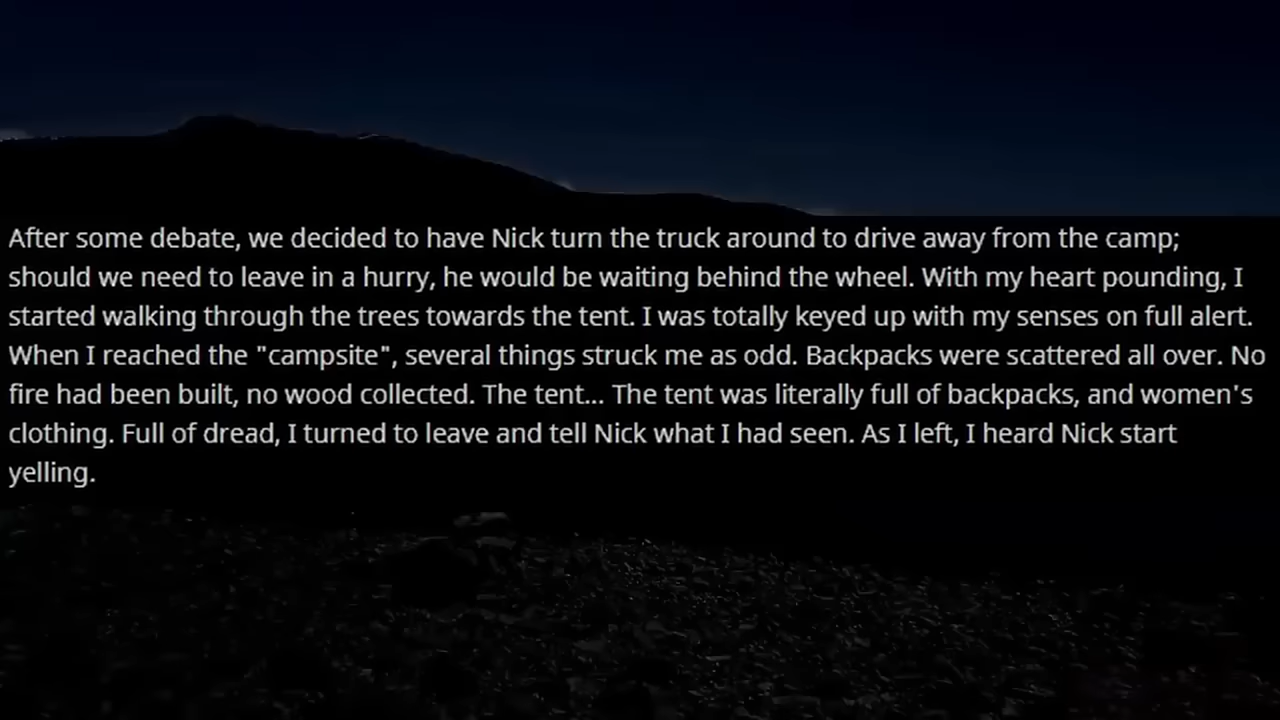 After some debate, we decided to have Nick turn the truck around to drive away from the camp;
should we need to leave in a hurry, he would be waiting behind the wheel. With my heart pounding, I
started walking through the trees towards the tent. I was totally keyed up with my senses on full alert.
When I reached the "campsite", several things struck me as odd. Backpacks were scattered all over. No
fire had been built, no wood collected. The tent... The tent was literally full of backpacks, and women's
clothing. Full of dread, I turned to leave and tell Nick what I had seen. As I left, I heard Nick start
yelling.